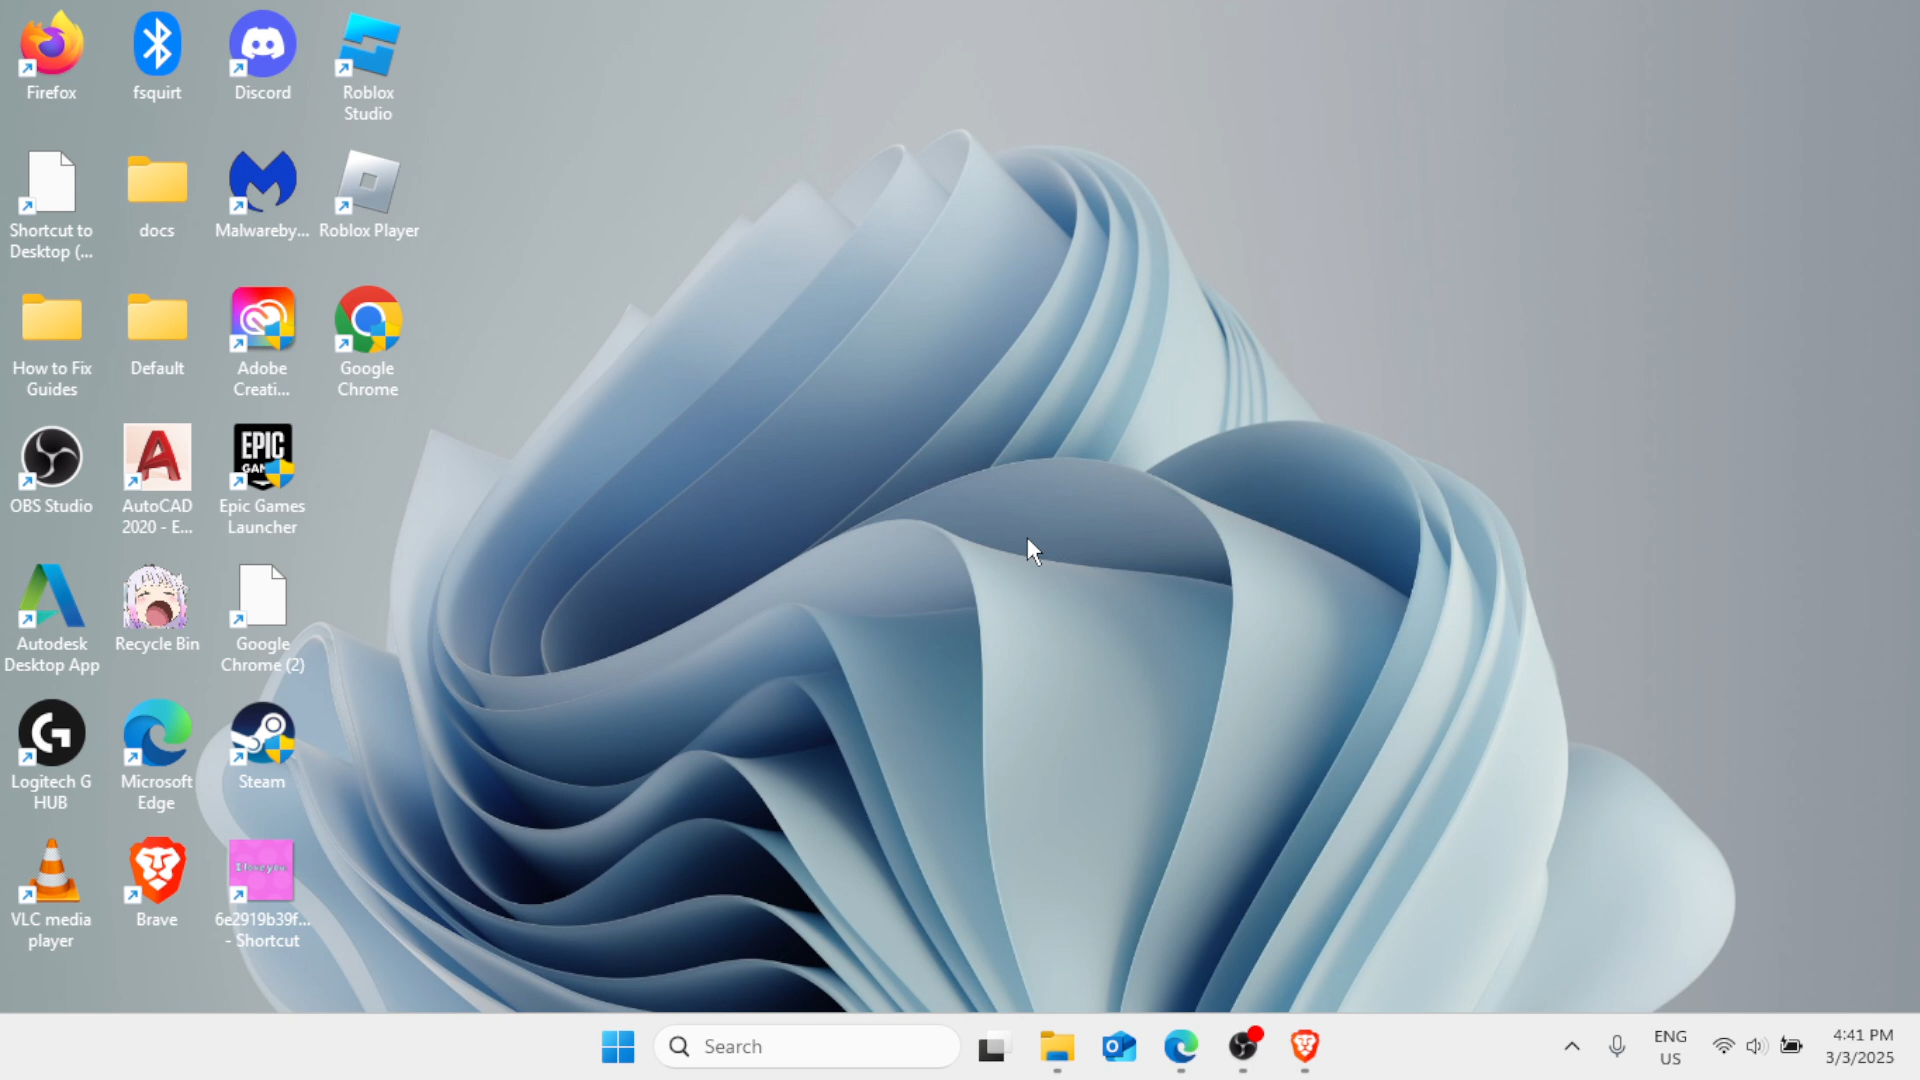 Firefox
fsquirt
Discord
Roblox
Studio
Shortcut to
Desktop (...
docs
Malwareby...
Roblox Player
How to Fix
Guides
Default
Adobe
Creati...
Google
Chrome
OBS Studio
AutoCAD
2020 - E...
EPIC
GAM
Epic Games
Launcher
Autodesk
Desktop App
Recycle Bin
Google
Chrome (2)
Logitech G
HUB
Microsoft
Edge
Steam
VLC media
player
Brave
I love you.
6e2919b39f...
- Shortcut
Search
ENG
US
4:41 PM
3/3/2025